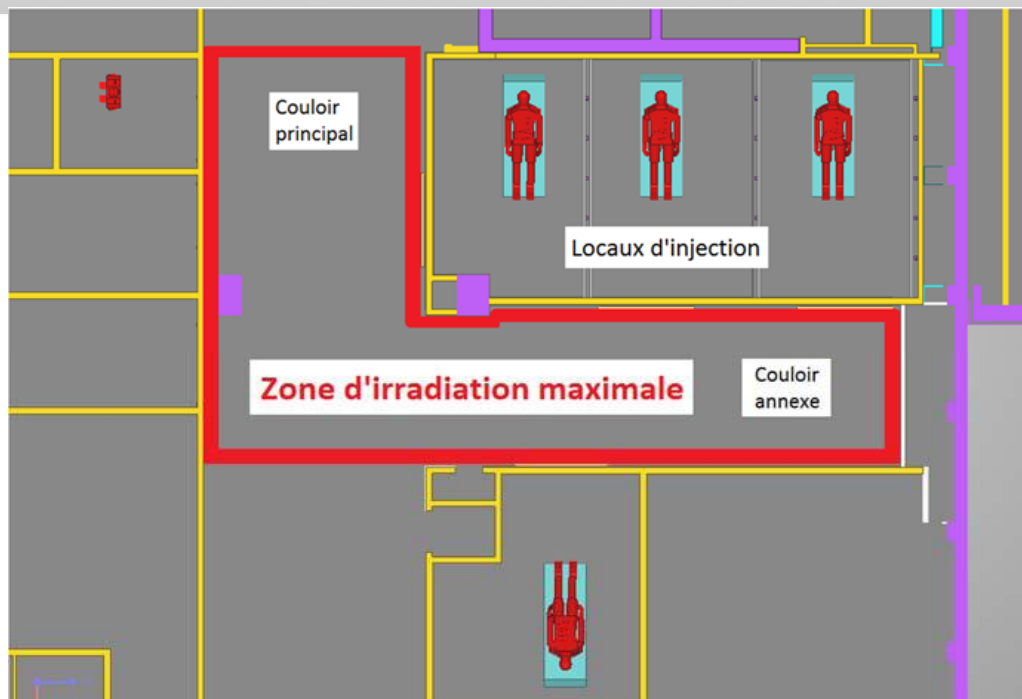 Couloir
principal
Locaux d'injection
Zone d'irradiation maximale
Couloir
annexe